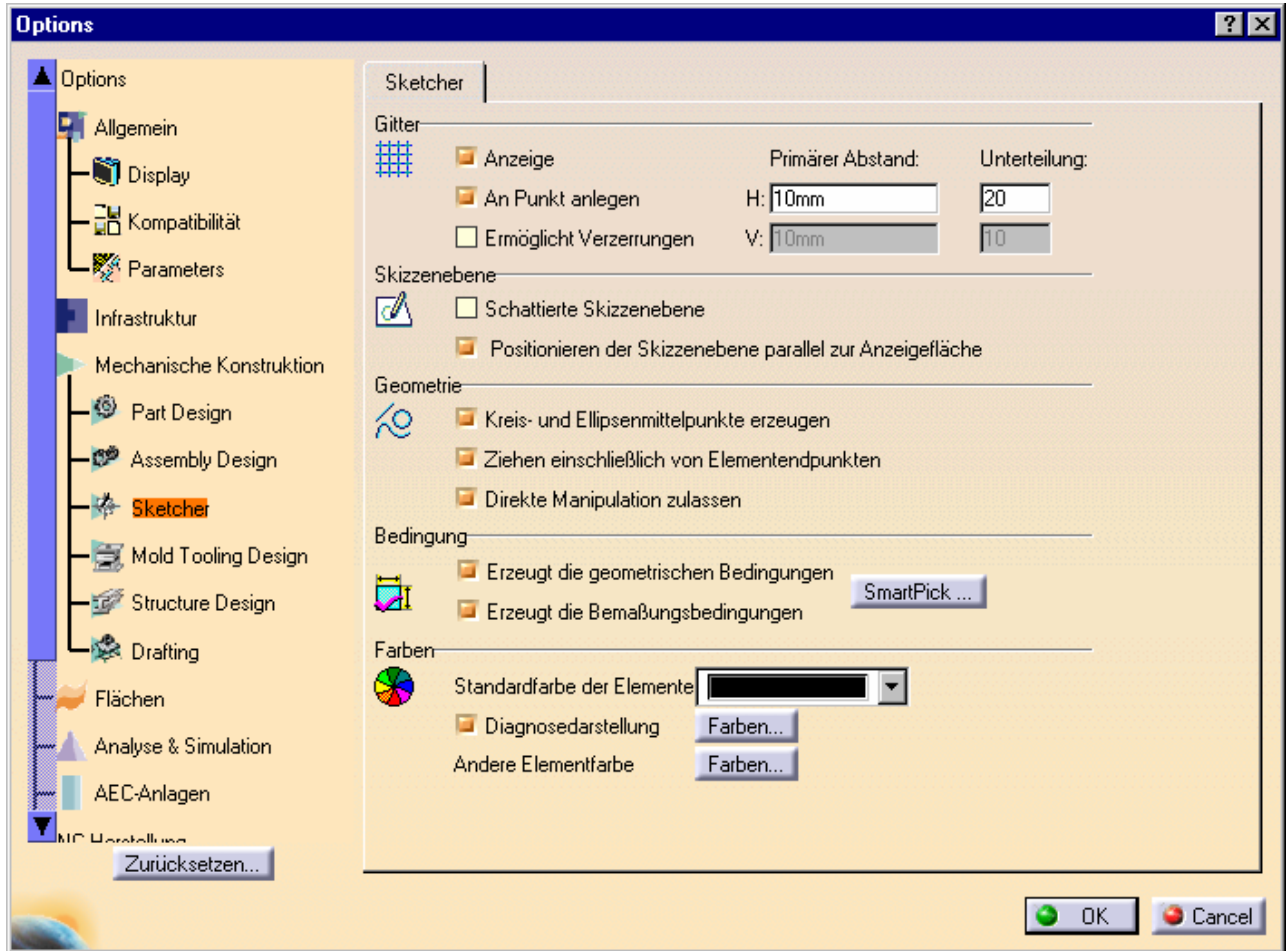 Options
Options
Allgemein
Display
Kompatibilität
Parameters
Infrastruktur
Mechanische Konstruktion
Part Design
Assembly Design
Sketcher
Mold Tooling Design
Structure Design
Drafting
Flächen
Analyse & Simulation
AEC-Anlagen
NC Herstellung
Zurücksetzen...
Sketcher
Gitter
Anzeige Primärer Abstand: Unterteilung:
An Punkt anlegen H: 10mm 20
Ermöglicht Verzerrungen V: 10mm 10
Skizzenebene
Schattierte Skizzenebene
Positionieren der Skizzenebene parallel zur Anzeigefläche
Geometrie
Kreis- und Ellipsenmittelpunkte erzeugen
Ziehen einschließlich von Elementendpunkten
Direkte Manipulation zulassen
Bedingung
Erzeugt die geometrischen Bedingungen
SmartPick ...
Erzeugt die Bemaßungsbedingungen
Farben
Standardfarbe der Elemente
Diagnosedarstellung Farben...
Andere Elementfarbe Farben...
OK Cancel